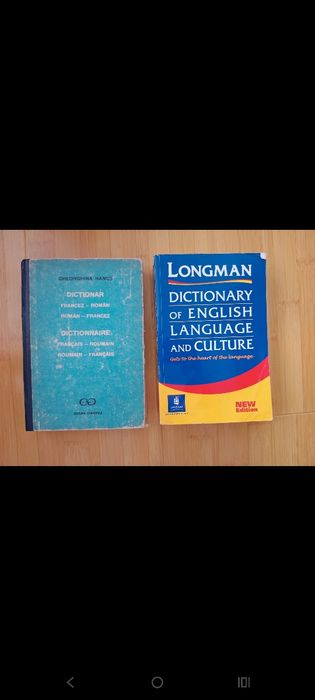 GHEORGHINA HANEȘ
DICTIONAR
FRANCEZ – ROMÂN
ROMÂN – FRANCEZ
DICTIONNAIRE
FRANÇAIS – ROUMAIN
ROUMAIN – FRANÇAIS
LONGMAN
DICTIONARY
OF ENGLISH
LANGUAGE
AND CULTURE
Gets to the heart of the language
NEW
Edition